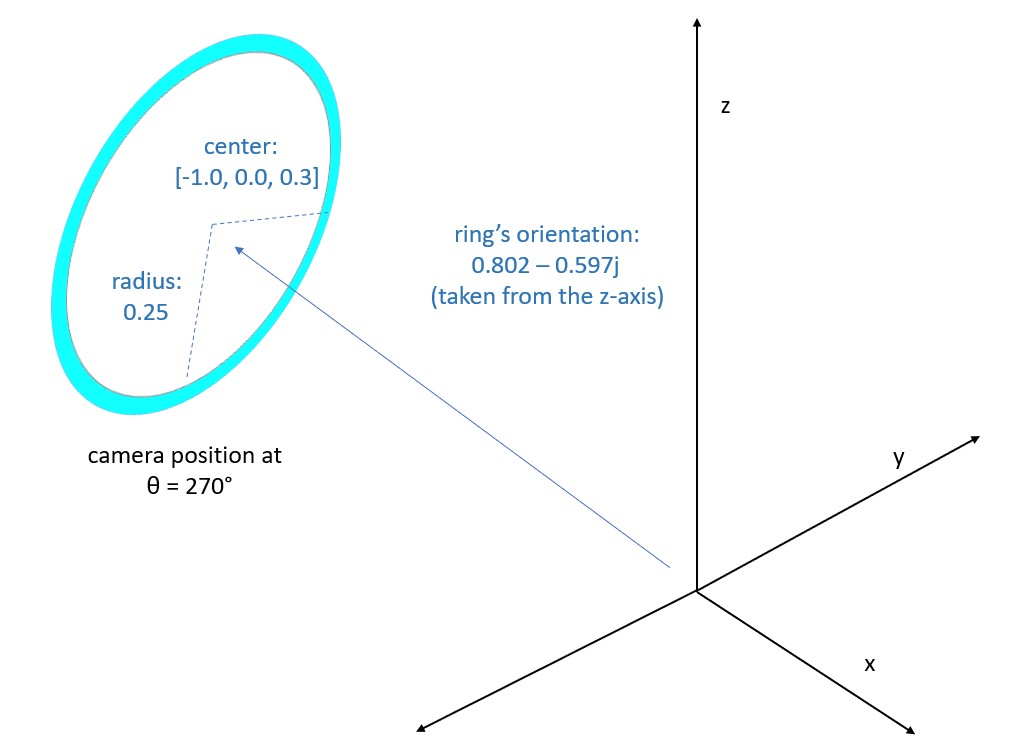 z
center:
[-1.0, 0.0, 0.3]
ring’s orientation:
0.802 – 0.597j
(taken from the z-axis)
radius:
0.25
camera position at
θ = 270°
y
x